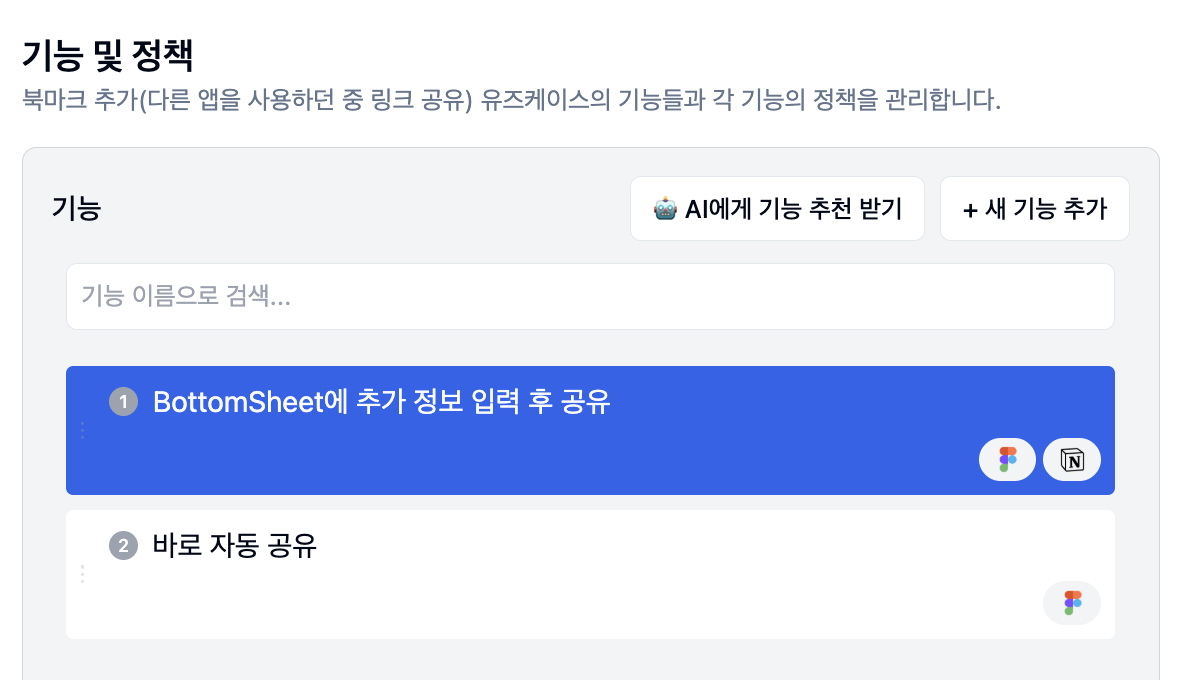 기능 및 정책
북마크 추가(다른 앱을 사용하던 중 링크 공유) 유즈케이스의 기능들과 각 기능의 정책을 관리합니다.
기능
🤖 AI에게 기능 추천 받기
+ 새 기능 추가
기능 이름으로 검색...
1 BottomSheet에 추가 정보 입력 후 공유
N
2 바로 자동 공유